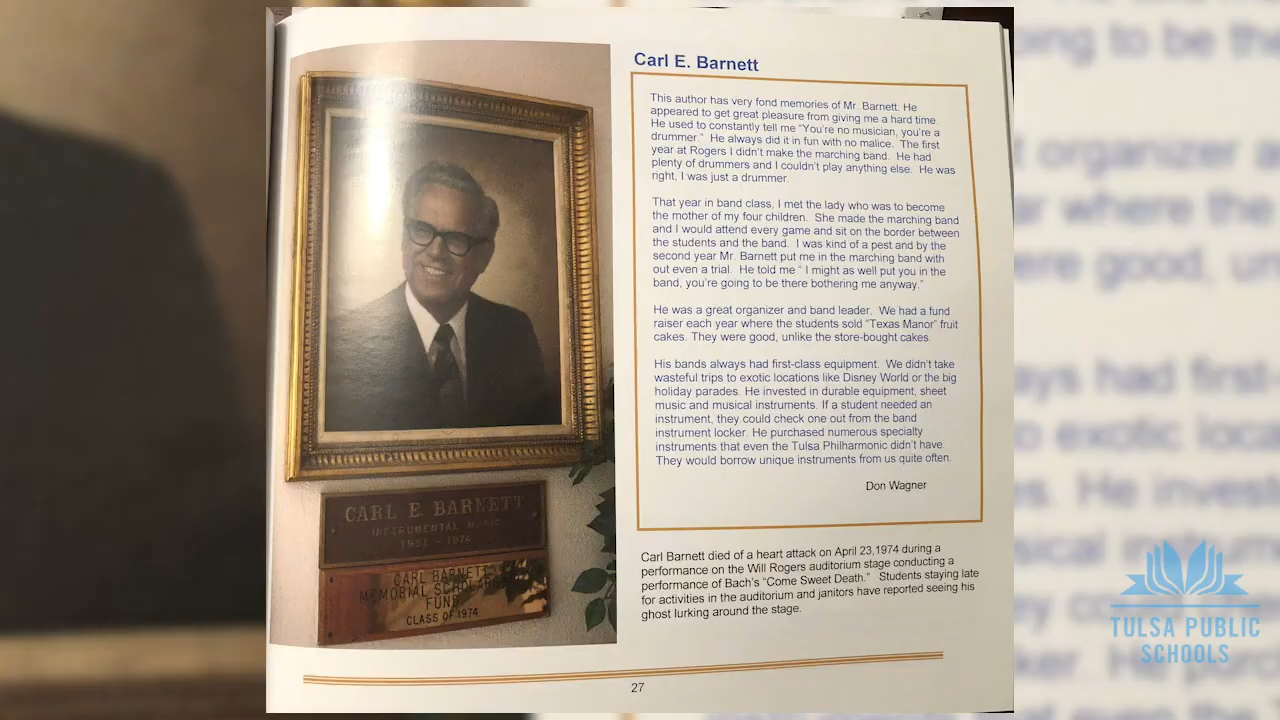 Carl E. Barnett
This author has very fond memories of Mr. Barnett. He
appeared to get great pleasure from giving me a hard time.
He used to constantly tell me "You're no musician, you're a
drummer." He always did it in fun with no malice. The first
year at Rogers I didn't make the marching band. He had
plenty of drummers and I couldn't play anything else. He was
right, I was just a drummer.
That year in band class, I met the lady who was to become
the mother of my four children. She made the marching band
and I would attend every game and sit on the border between
the students and the band. I was kind of a pest and by the
second year Mr. Barnett put me in the marching band with
out even a trial. He told me " I might as well put you in the
band, you're going to be there bothering me anyway."
He was a great organizer and band leader. We had a fund
raiser each year where the students sold "Texas Manor" fruit
cakes. They were good, unlike the store-bought cakes.
His bands always had first-class equipment. We didn't take
wasteful trips to exotic locations like Disney World or the big
holiday parades. He invested in durable equipment, sheet
music and musical instruments. If a student needed an
instrument, they could check one out from the band
instrument locker. He purchased numerous specialty
instruments that even the Tulsa Philharmonic didn't have.
They would borrow unique instruments from us quite often.
Don Wagner
Carl Barnett died of a heart attack on April 23,1974 during a
performance on the Will Rogers auditorium stage conducting a
performance of Bach's "Come Sweet Death." Students staying late
for activities in the auditorium and janitors have reported seeing his
ghost lurking around the stage.
CARL E. BARNETT
INSTRUMENTAL MUSIC
CARL BARNETT
MEMORIAL SCHOLARSHIP
FUND
CLASS OF 1974
27
TULSA PUBLIC
SCHOOLS